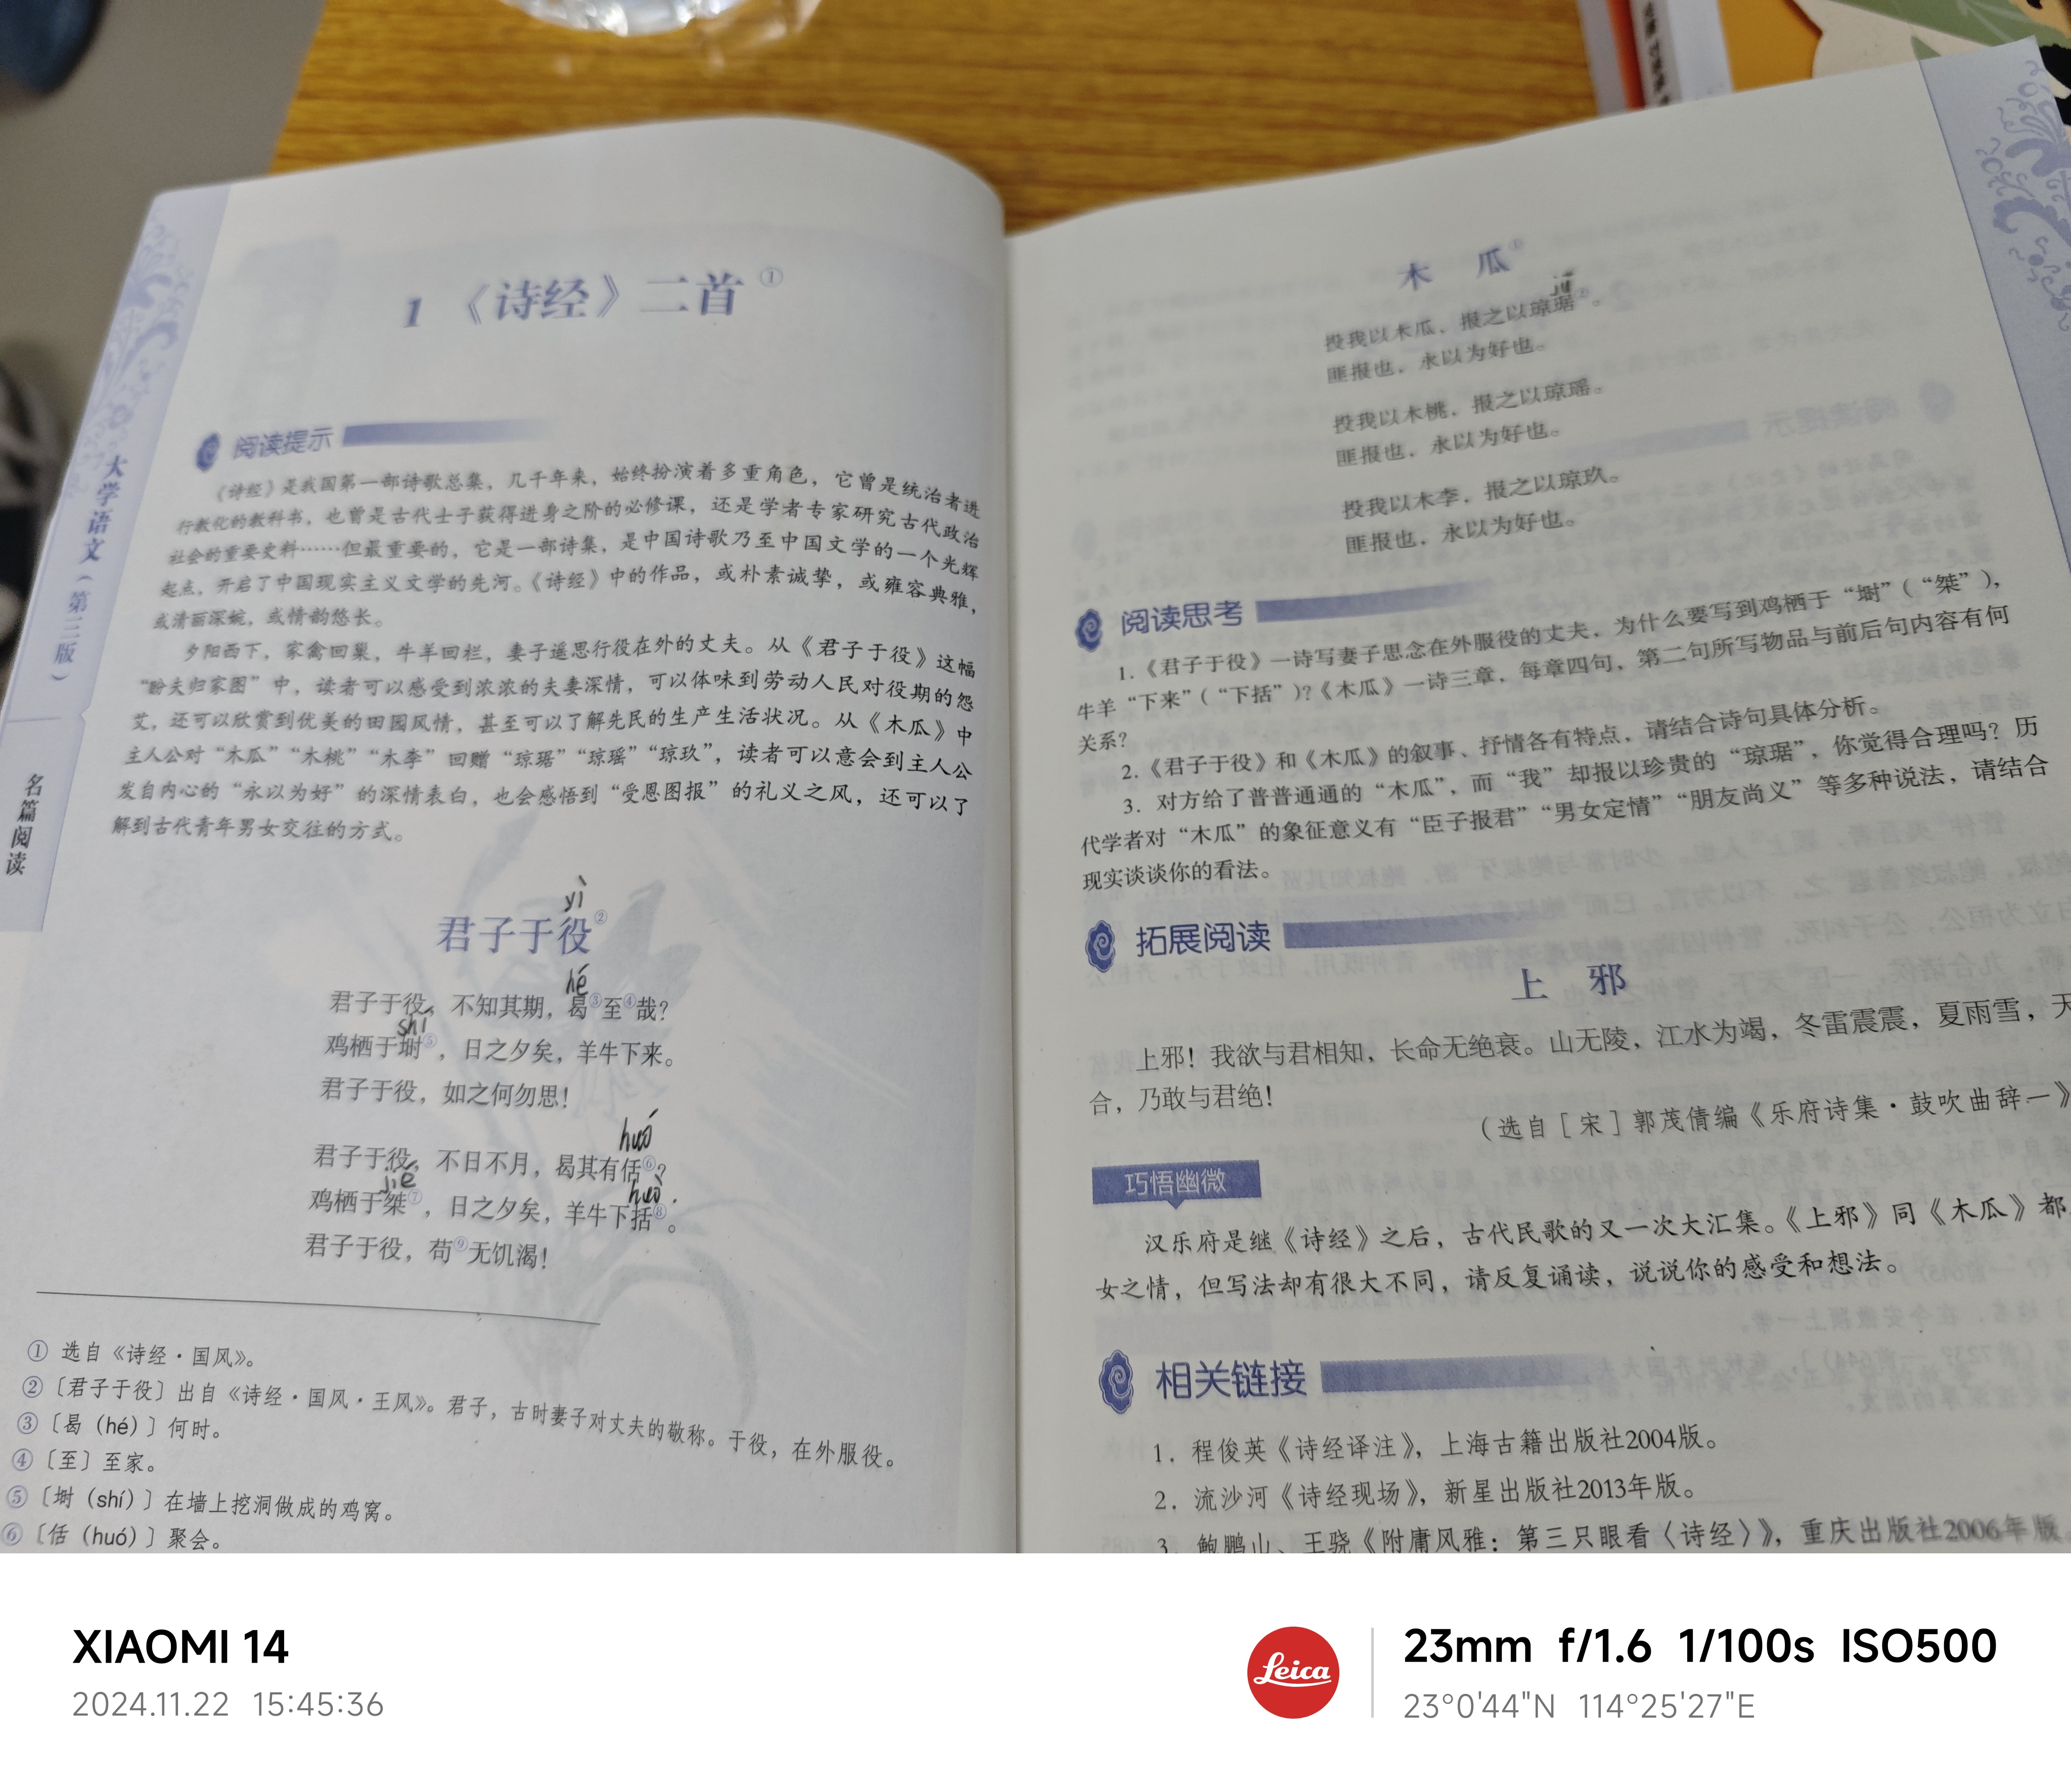 大学语文(第三版)
名篇阅读
1 《诗经》二首①
阅读提示
《诗经》是我国第一部诗歌总集，几千年来，始终扮演着多重角色，它曾是统治者进
行教化的教科书，也曾是古代士子获得进身之阶的必修课，还是学者专家研究古代政治
社会的重要史料……但最重要的，它是一部诗集，是中国诗歌乃至中国文学的一个光辉
起点，开启了中国现实主义文学的先河。《诗经》中的作品，或朴素诚挚，或雍容典雅，
或清丽深婉，或情韵悠长。
夕阳西下，家禽回巢，牛羊回栏，妻子遥思行役在外的丈夫。从《君子于役》这幅
“盼夫归家图”中，读者可以感受到浓浓的夫妻深情，可以体味到劳动人民对役期的怨
艾，还可以欣赏到优美的田园风情，甚至可以了解先民的生产生活状况。从《木瓜》中
主人公对“木瓜”“木桃”“木李”回赠“琼琚”“琼瑶”“琼玖”，读者可以意会到主人公
发自内心的“永以为好”的深情表白，也会感悟到“受恩图报”的礼义之风，还可以了
解到古代青年男女交往的方式。
yì
君子于役②
hé
君子于役，不知其期，曷③至④哉？
shí
鸡栖于埘⑤，日之夕矣，羊牛下来。
君子于役，如之何勿思！
huó
君子于役，不日不月，曷其有佸⑥？
jié
huò
鸡栖于桀⑦，日之夕矣，羊牛下括⑧。
君子于役，苟⑨无饥渴！
① 选自《诗经·国风》。
②〔君子于役〕出自《诗经·国风·王风》。君子，古时妻子对丈夫的敬称。于役，在外服役。
③〔曷（hé）〕何时。
④〔至〕至家。
⑤〔埘（shí）〕在墙上挖洞做成的鸡窝。
⑥〔佸（huó）〕聚会。
木 瓜①
jū
投我以木瓜，报之以琼琚②。
匪报也，永以为好也。
投我以木桃，报之以琼瑶。
匪报也，永以为好也。
投我以木李，报之以琼玖。
匪报也，永以为好也。
阅读思考
1.《君子于役》一诗写妻子思念在外服役的丈夫，为什么要写到鸡栖于“埘”（“桀”），
牛羊“下来”（“下括”）？《木瓜》一诗三章，每章四句，第二句所写物品与前后句内容有何
关系？
2.《君子于役》和《木瓜》的叙事、抒情各有特点，请结合诗句具体分析。
3. 对方给了普普通通的“木瓜”，而“我”却报以珍贵的“琼琚”，你觉得合理吗？历
代学者对“木瓜”的象征意义有“臣子报君”“男女定情”“朋友尚义”等多种说法，请结合
现实谈谈你的看法。
拓展阅读
上 邪
上邪！我欲与君相知，长命无绝衰。山无陵，江水为竭，冬雷震震，夏雨雪，天
合，乃敢与君绝！
（选自［宋］郭茂倩编《乐府诗集·鼓吹曲辞一》
巧悟幽微
汉乐府是继《诗经》之后，古代民歌的又一次大汇集。《上邪》同《木瓜》都
女之情，但写法却有很大不同，请反复诵读，说说你的感受和想法。
相关链接
1. 程俊英《诗经译注》，上海古籍出版社2004版。
2. 流沙河《诗经现场》，新星出版社2013年版。
3. 鲍鹏山、王骁《附庸风雅：第三只眼看〈诗经〉》，重庆出版社2006年版
XIAOMI 14
2024.11.22 15:45:36
Leica
23mm f/1.6 1/100s ISO500
23°0'44"N 114°25'27"E